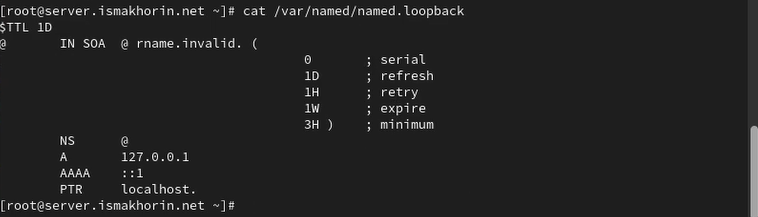 [root@server.ismakhorin.net ~]# cat /var/named/named.loopback
$TTL 1D
@ IN SOA @ rname.invalid. (
0 ; serial
1D ; refresh
1H ; retry
1W ; expire
3H ) ; minimum
NS @
A 127.0.0.1
AAAA ::1
PTR localhost.
[root@server.ismakhorin.net ~]#